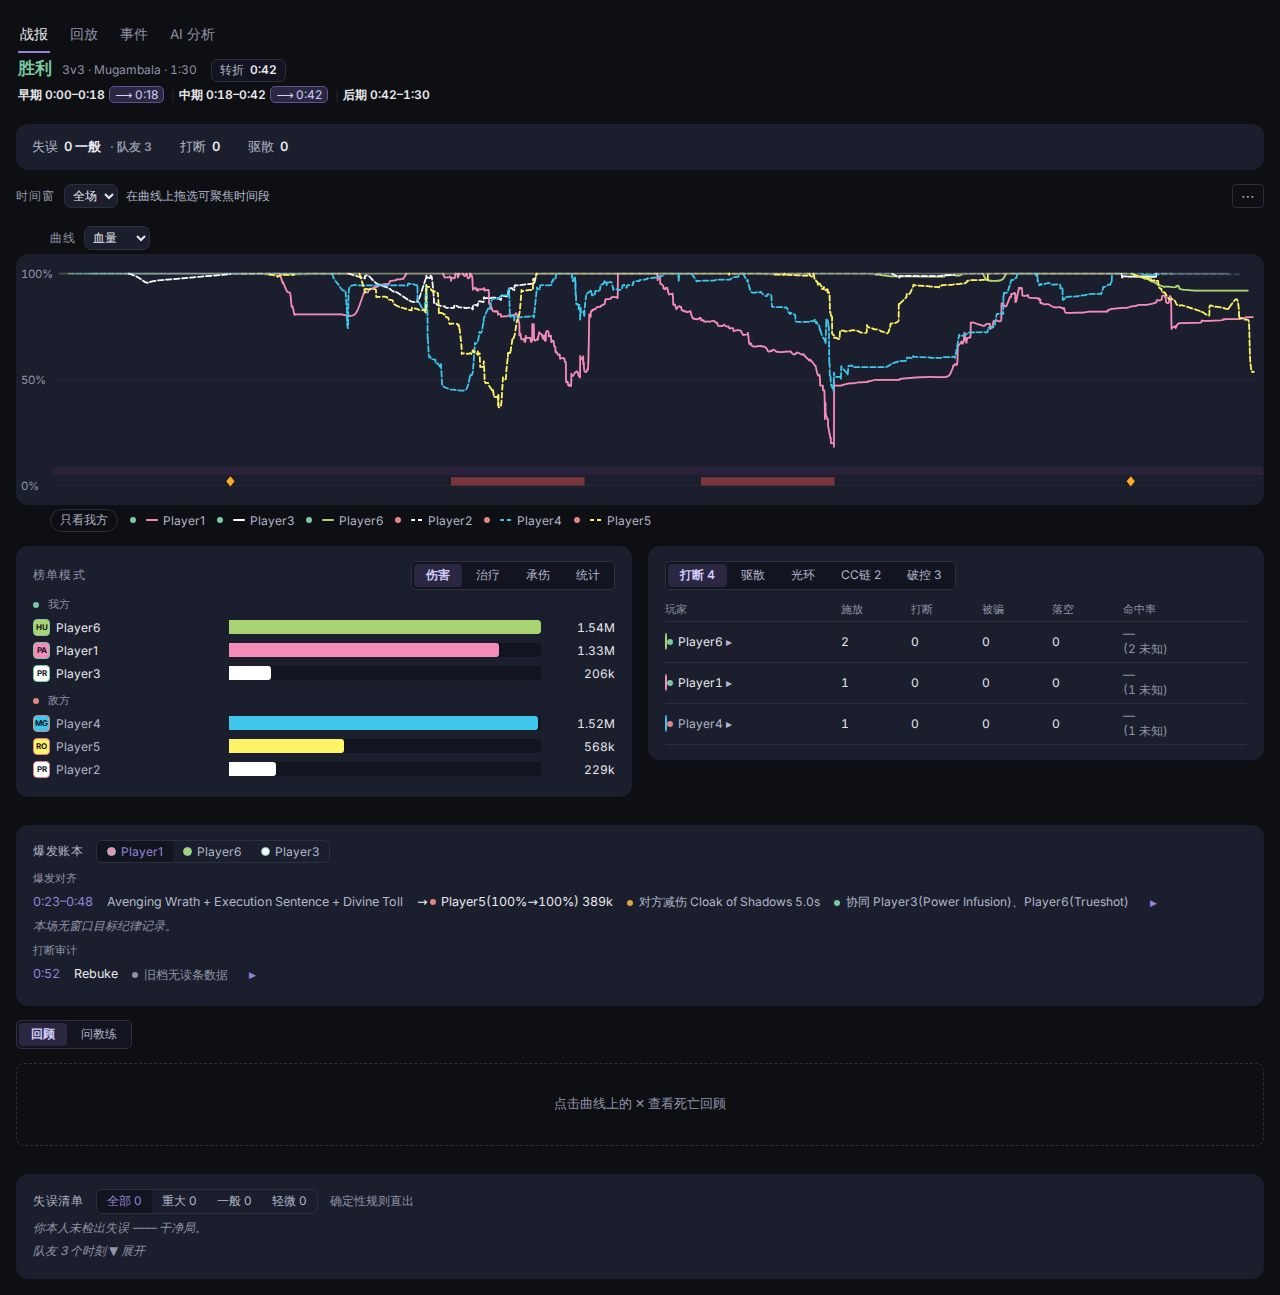 战报 回放 事件 AI 分析
胜利 3v3 · Mugambala · 1:30 转折 0:42
早期 0:00–0:18 ⟶ 0:18 | 中期 0:18–0:42 ⟶ 0:42 | 后期 0:42–1:30
失误 0 一般 · 队友 3 打断 0 驱散 0
时间窗 全场 在曲线上拖选可聚焦时间段 ⋯
曲线 血量
100%
50%
0%
只看我方 Player1 Player3 Player6 Player2 Player4 Player5
榜单模式 伤害 治疗 承伤 统计
我方
HU Player6 1.54M
PA Player1 1.33M
PR Player3 206k
敌方
MG Player4 1.52M
RO Player5 568k
PR Player2 229k
打断 4 驱散 光环 CC链 2 破控 3
玩家 施放 打断 被骗 落空 命中率
Player6 ▸ 2 0 0 0 — (2 未知)
Player1 ▸ 1 0 0 0 — (1 未知)
Player4 ▸ 1 0 0 0 — (1 未知)
爆发账本 Player1 Player6 Player3
爆发对齐
0:23–0:48 Avenging Wrath + Execution Sentence + Divine Toll → Player5(100%→100%) 389k 对方减伤 Cloak of Shadows 5.0s 协同 Player3(Power Infusion)、Player6(Trueshot) ▸
本场无窗口目标纪律记录。
打断审计
0:52 Rebuke 旧档无读条数据 ▸
回顾 问教练
点击曲线上的 ✕ 查看死亡回顾
失误清单 全部 0 重大 0 一般 0 轻微 0 确定性规则直出
你本人未检出失误 —— 干净局。
队友 3 个时刻 ▼ 展开